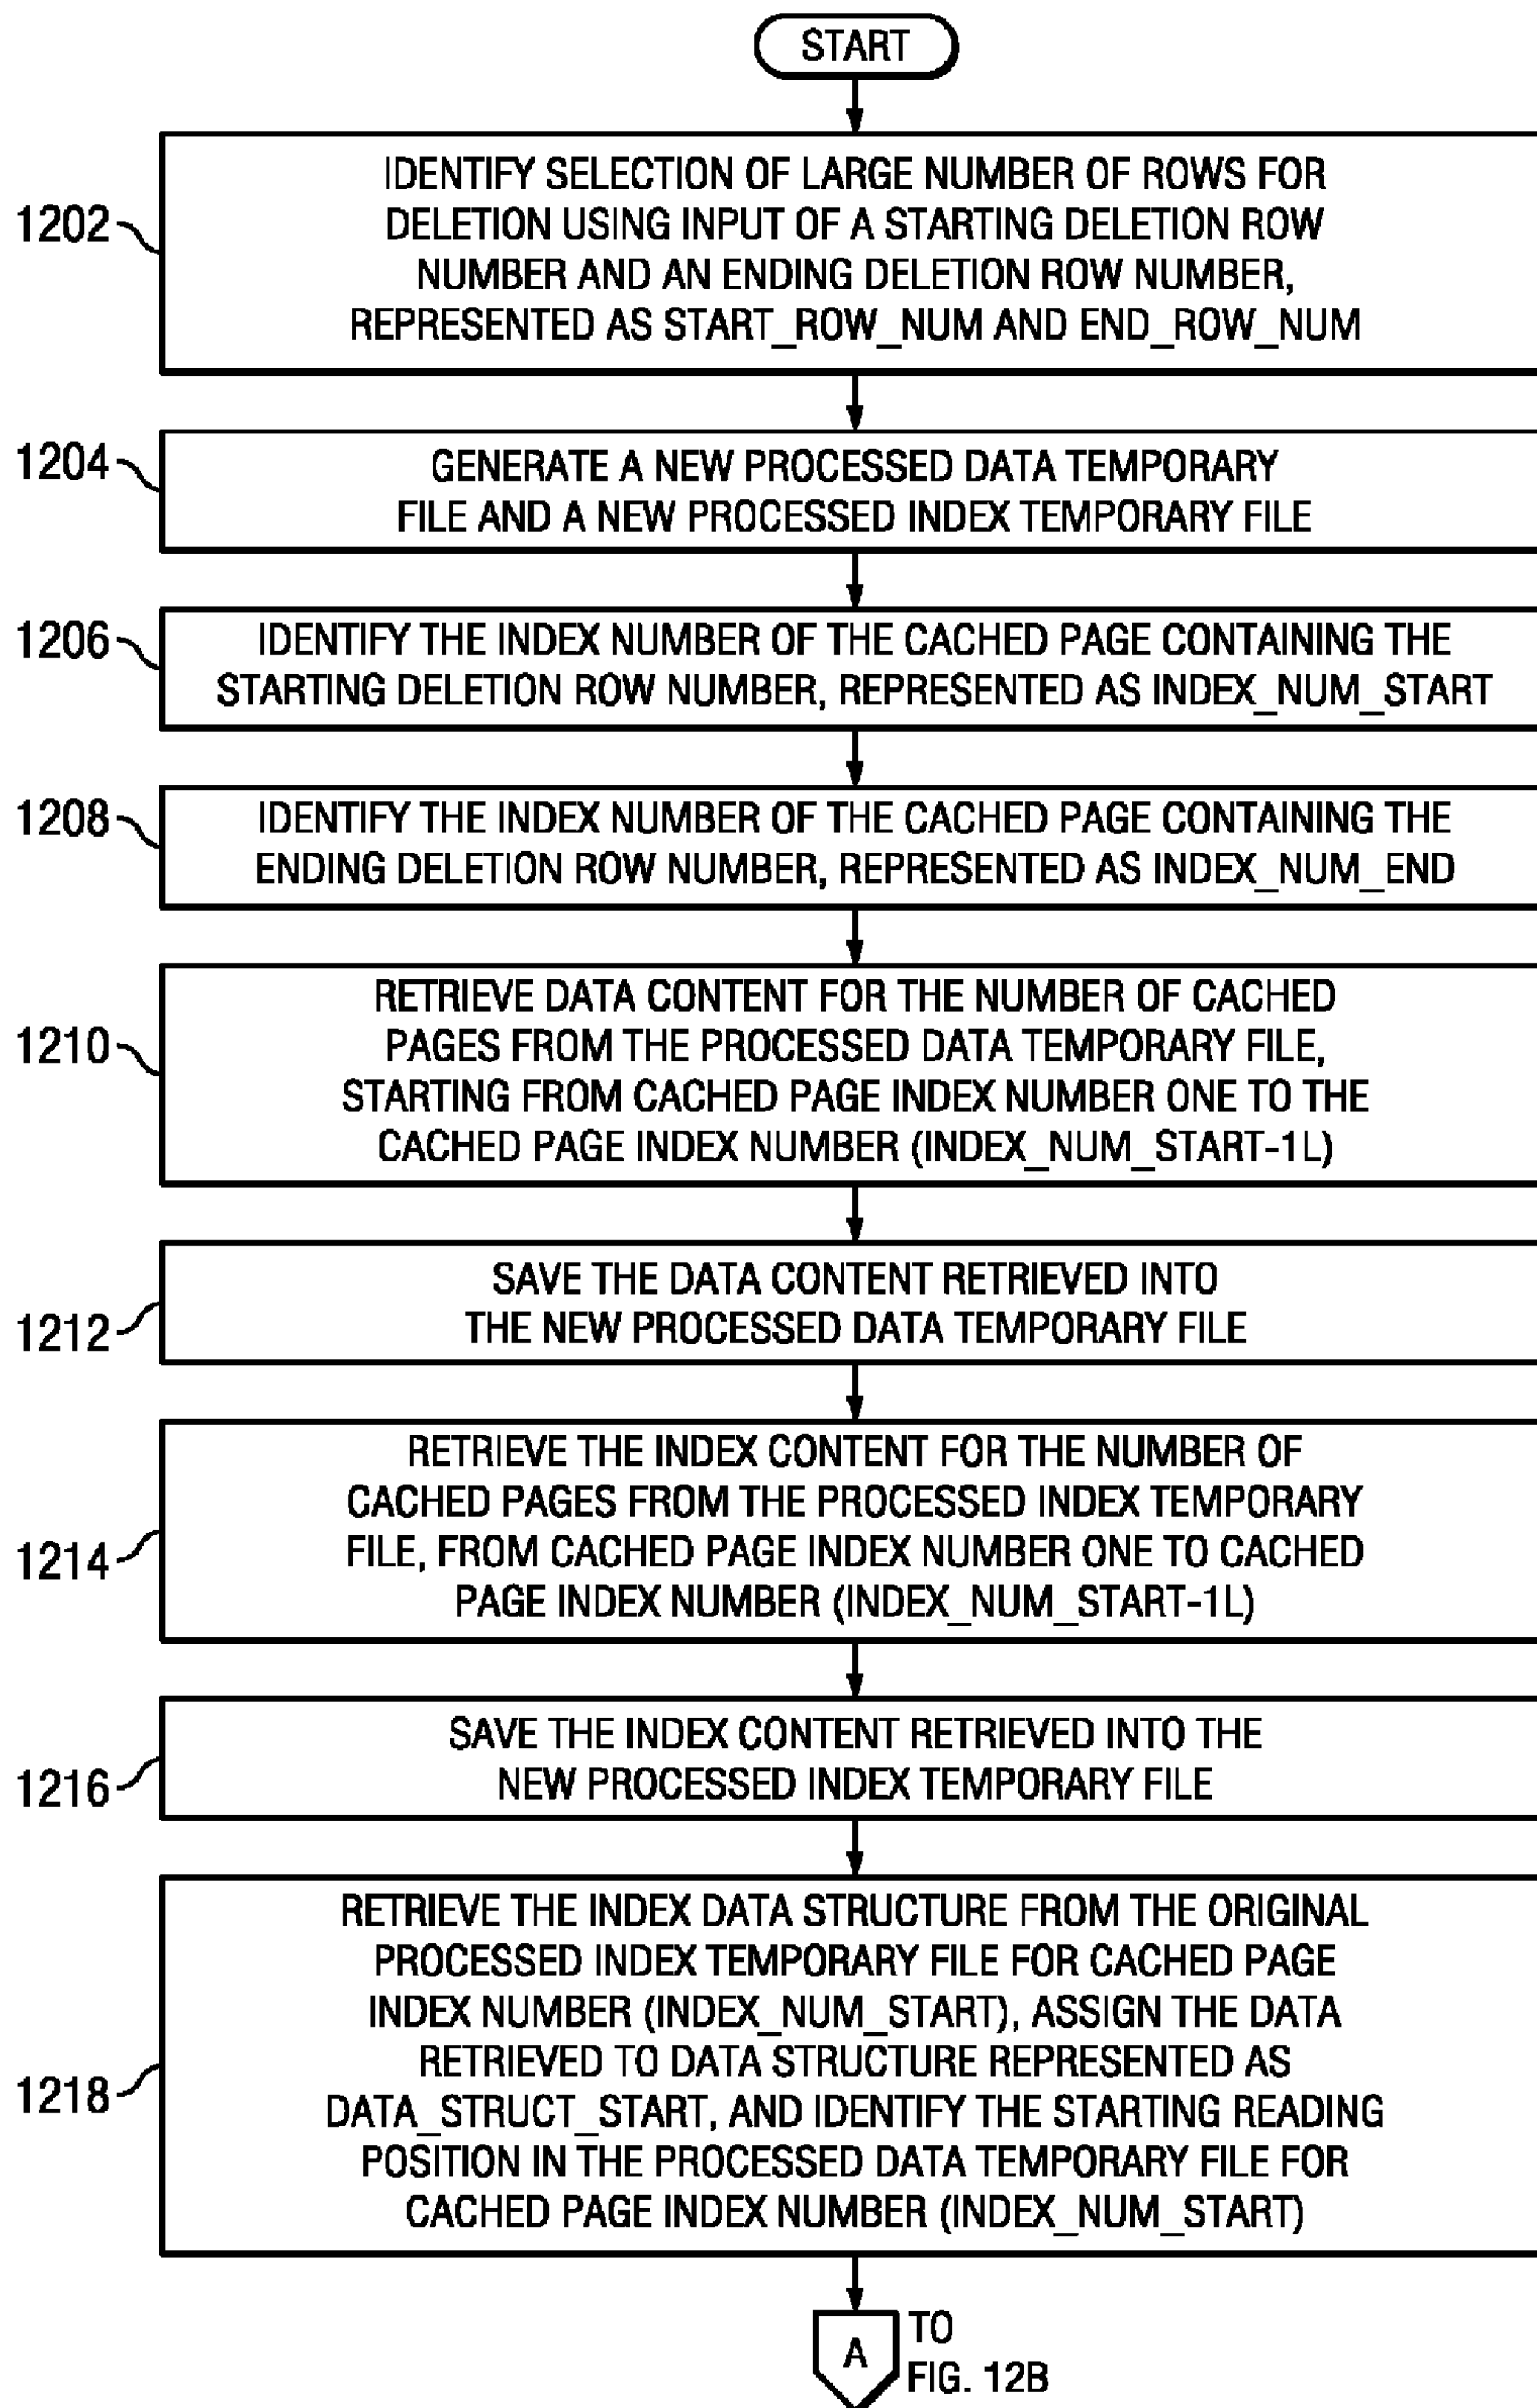 START
1202
IDENTIFY SELECTION OF LARGE NUMBER OF ROWS FOR
DELETION USING INPUT OF A STARTING DELETION ROW
NUMBER AND AN ENDING DELETION ROW NUMBER,
REPRESENTED AS START_ROW_NUM AND END_ROW_NUM
1204
GENERATE A NEW PROCESSED DATA TEMPORARY
FILE AND A NEW PROCESSED INDEX TEMPORARY FILE
1206
IDENTIFY THE INDEX NUMBER OF THE CACHED PAGE CONTAINING THE
STARTING DELETION ROW NUMBER, REPRESENTED AS INDEX_NUM_START
1208
IDENTIFY THE INDEX NUMBER OF THE CACHED PAGE CONTAINING THE
ENDING DELETION ROW NUMBER, REPRESENTED AS INDEX_NUM_END
1210
RETRIEVE DATA CONTENT FOR THE NUMBER OF CACHED
PAGES FROM THE PROCESSED DATA TEMPORARY FILE,
STARTING FROM CACHED PAGE INDEX NUMBER ONE TO THE
CACHED PAGE INDEX NUMBER (INDEX_NUM_START-1L)
1212
SAVE THE DATA CONTENT RETRIEVED INTO
THE NEW PROCESSED DATA TEMPORARY FILE
1214
RETRIEVE THE INDEX CONTENT FOR THE NUMBER OF
CACHED PAGES FROM THE PROCESSED INDEX TEMPORARY
FILE, FROM CACHED PAGE INDEX NUMBER ONE TO CACHED
PAGE INDEX NUMBER (INDEX_NUM_START-1L)
1216
SAVE THE INDEX CONTENT RETRIEVED INTO THE
NEW PROCESSED INDEX TEMPORARY FILE
1218
RETRIEVE THE INDEX DATA STRUCTURE FROM THE ORIGINAL
PROCESSED INDEX TEMPORARY FILE FOR CACHED PAGE
INDEX NUMBER (INDEX_NUM_START), ASSIGN THE DATA
RETRIEVED TO DATA STRUCTURE REPRESENTED AS
DATA_STRUCT_START, AND IDENTIFY THE STARTING READING
POSITION IN THE PROCESSED DATA TEMPORARY FILE FOR
CACHED PAGE INDEX NUMBER (INDEX_NUM_START)
A
TO
FIG. 12B